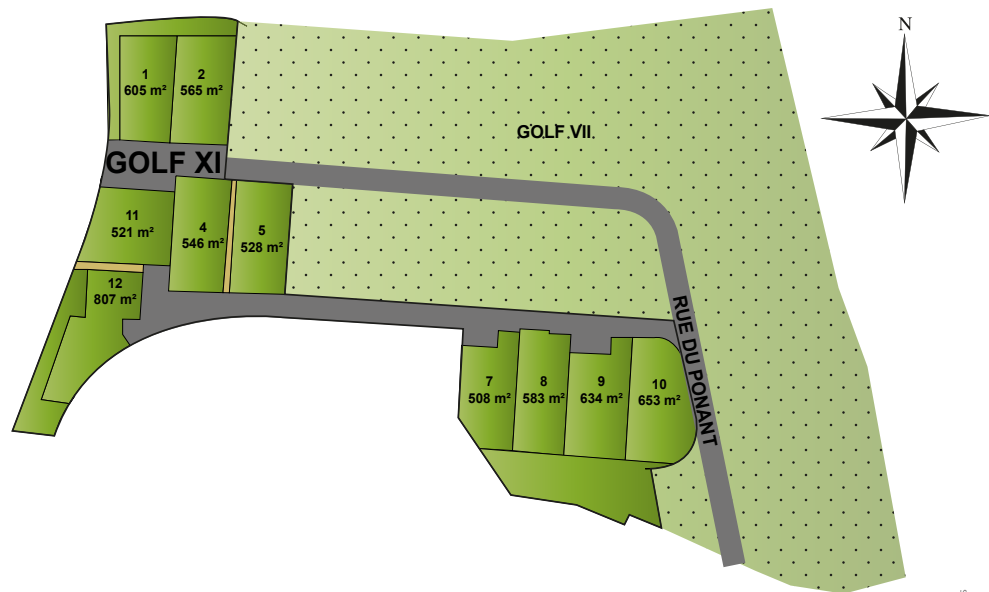 N
1
605 m²
2
565 m²
GOLF VII
GOLF XI
11
521 m²
4
546 m²
5
528 m²
12
807 m²
RUE DU PONANT
7
508 m²
8
583 m²
9
634 m²
10
653 m²